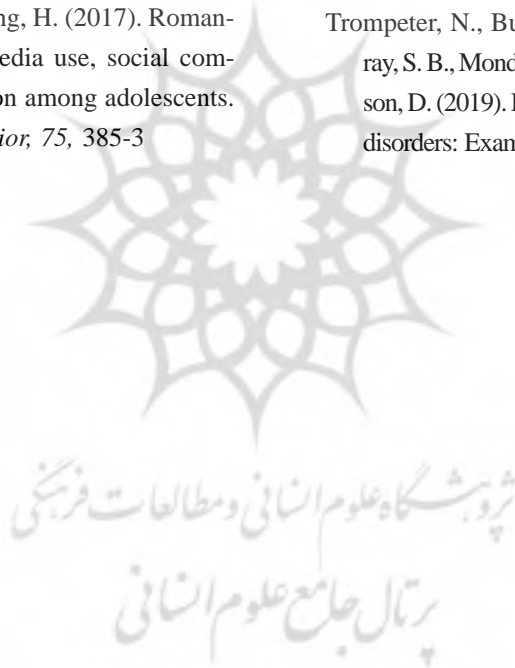 ng, H. (2017). Roman-
edia use, social com-
on among adolescents.
ior, 75, 385-3
Trompeter, N., Bu
ray, S. B., Mond
son, D. (2019). 
disorders: Exam
پژوهشگاه علوم انسانی و مطالعات فرهنگی
پرتال جامع علوم انسانی